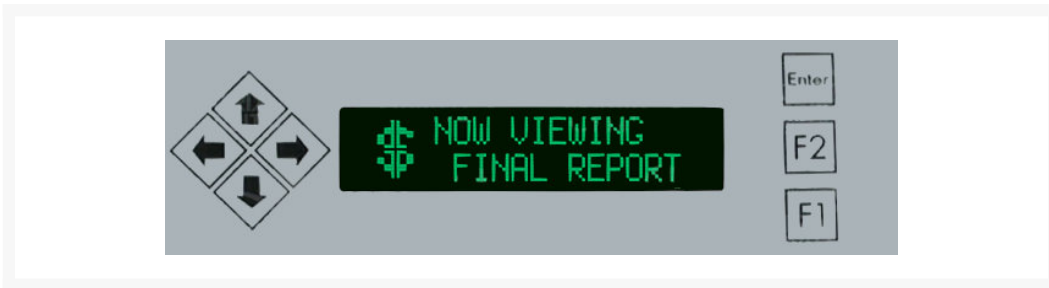 $ NOW VIEWING
FINAL REPORT
Enter
F2
F1